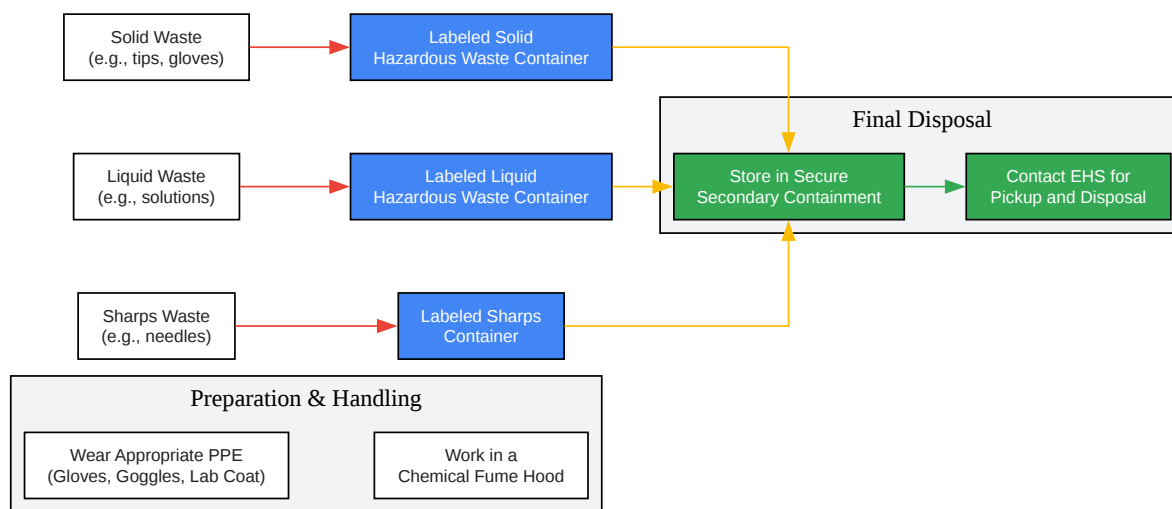 Solid Waste
(e.g., tips, gloves)
Labeled Solid
Hazardous Waste Container
Final Disposal
Liquid Waste
(e.g., solutions)
Labeled Liquid
Hazardous Waste Container
Store in Secure
Secondary Containment
Contact EHS for
Pickup and Disposal
Sharps Waste
(e.g., needles)
Labeled Sharps
Container
Preparation & Handling
Wear Appropriate PPE
(Gloves, Goggles, Lab Coat)
Work in a
Chemical Fume Hood